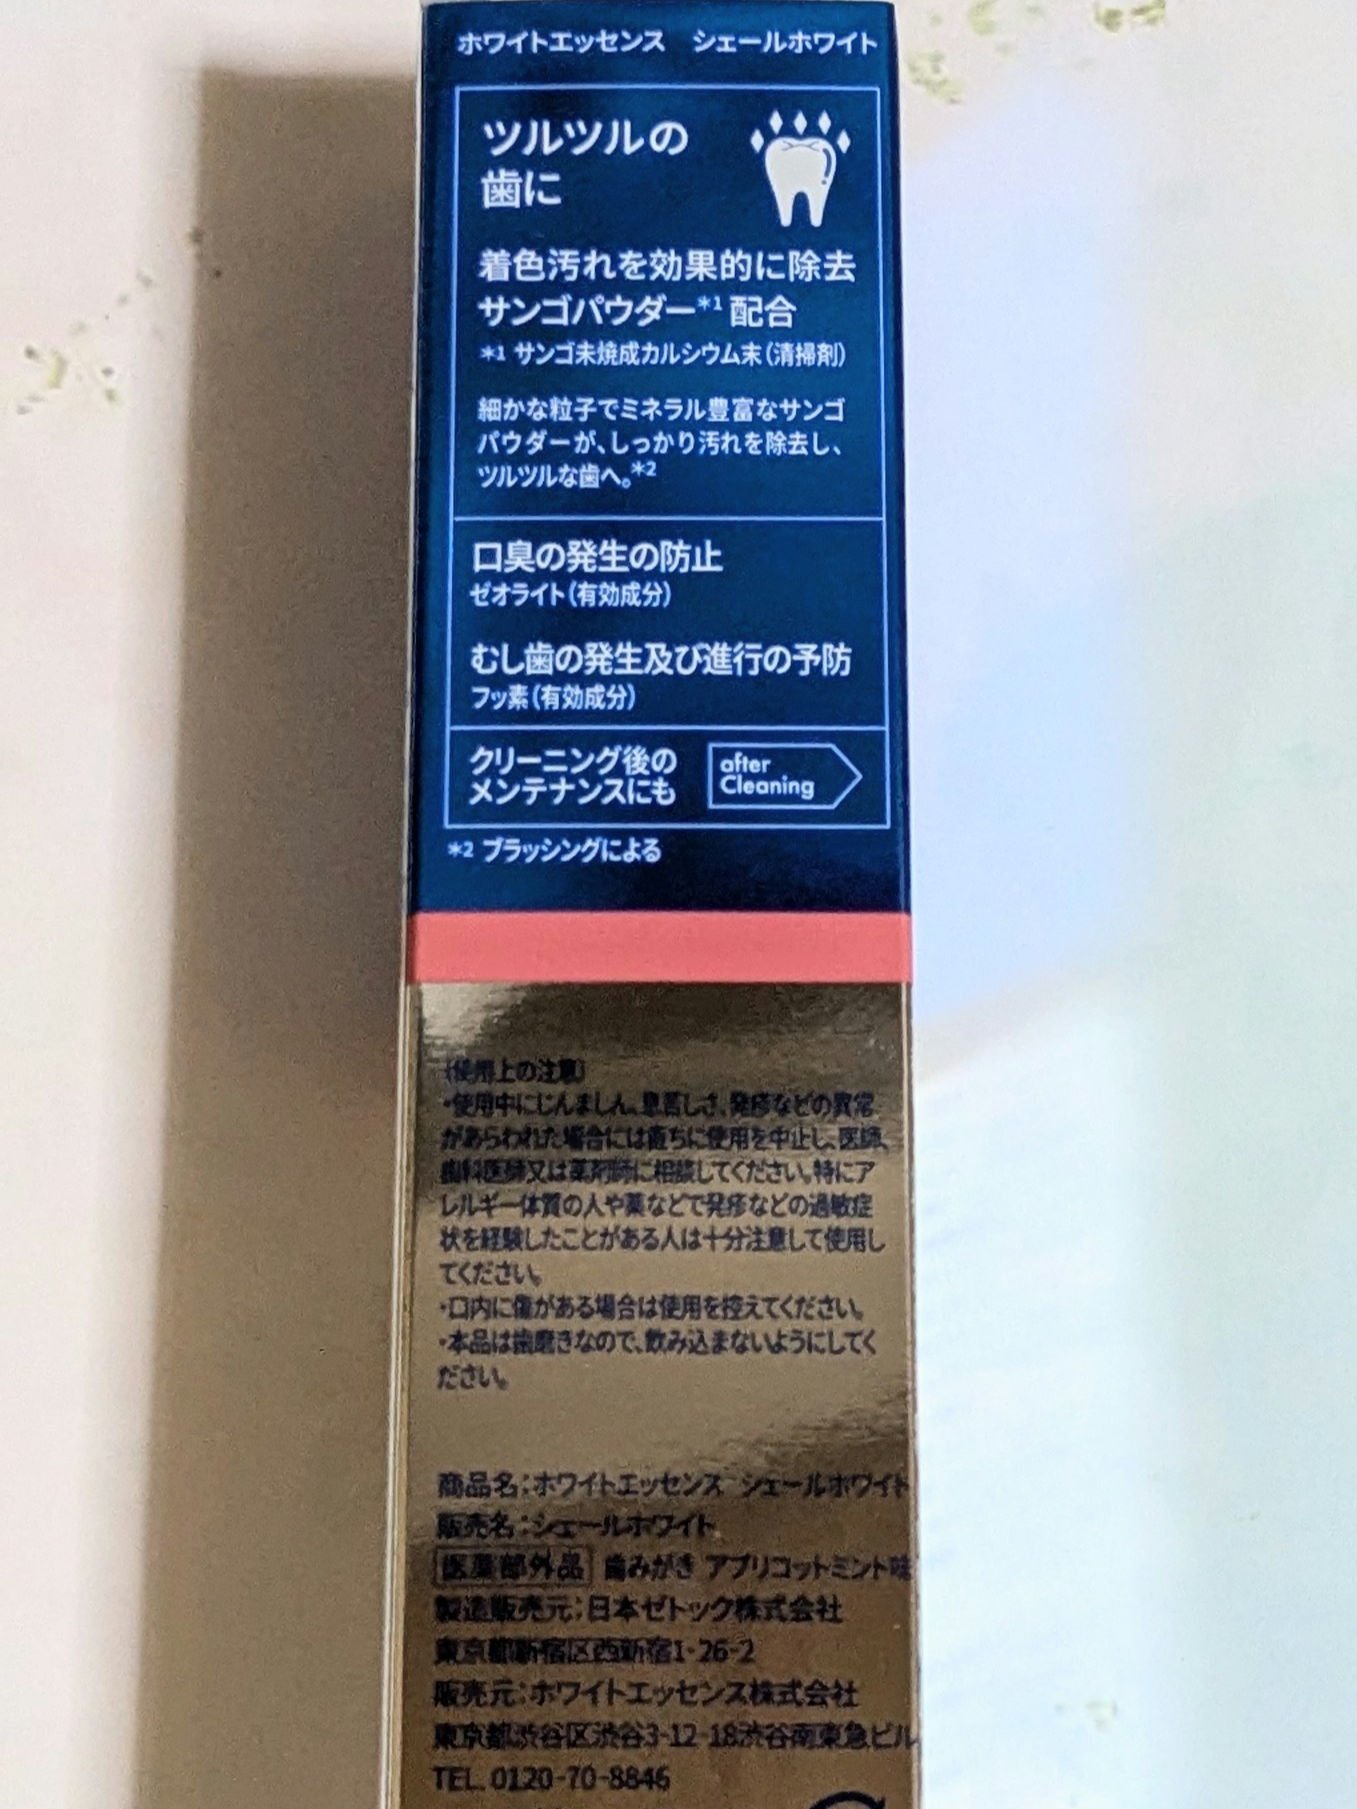 ホワイトエッセンス　シェールホワイト
ツルツルの
歯に
着色汚れを効果的に除去
サンゴパウダー*1 配合
*1 サンゴ未焼成カルシウム末(清掃剤)
細かな粒子でミネラル豊富なサンゴ
パウダーが、しっかり汚れを除去し、
ツルツルな歯へ。*2
口臭の発生の防止
ゼオライト(有効成分)
むし歯の発生及び進行の予防
フッ素(有効成分)
クリーニング後の
メンテナンスにも
after
Cleaning
*2 ブラッシングによる
〔使用上の注意〕
・使用中にじんましん、息苦しさ、発疹などの異常
があらわれた場合には直ちに使用を中止し、医師、
歯科医師又は薬剤師に相談してください。特にア
レルギー体質の人や薬などで発疹などの過敏症
状を経験したことがある人は十分注意して使用し
てください。
・口内に傷がある場合は使用を控えてください。
・本品は歯磨きなので、飲み込まないようにしてく
ださい。
商品名：ホワイトエッセンス　シェールホワイト
販売名：シェールホワイト
医薬部外品 歯みがき アプリコットミント味
製造販売元：日本ゼトック株式会社
東京都新宿区西新宿1-26-2
販売元：ホワイトエッセンス株式会社
東京都渋谷区渋谷3-12-18渋谷南東急ビル
TEL. 0120-70-8846